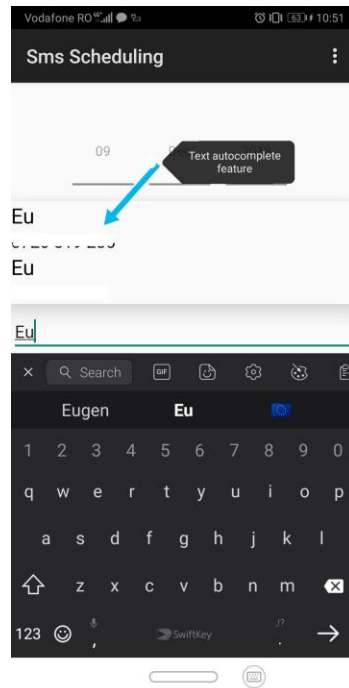 Vodafone RO 4G 10:51
Sms Scheduling
09
Text autocomplete
feature
Eu
Eu
Eu
Search GIF
Eugen Eu
1 2 3 4 5 6 7 8 9 0
q w e r t y u i o p
a s d f g h j k l
z x c v b n m
123 , SwiftKey ,!? .